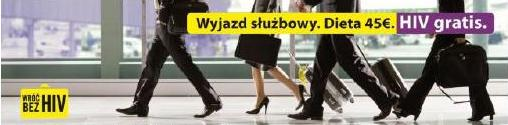 Wyjazd służbowy. Dieta 45€. HIV gratis.
WRÓĆ
BEZ HIV